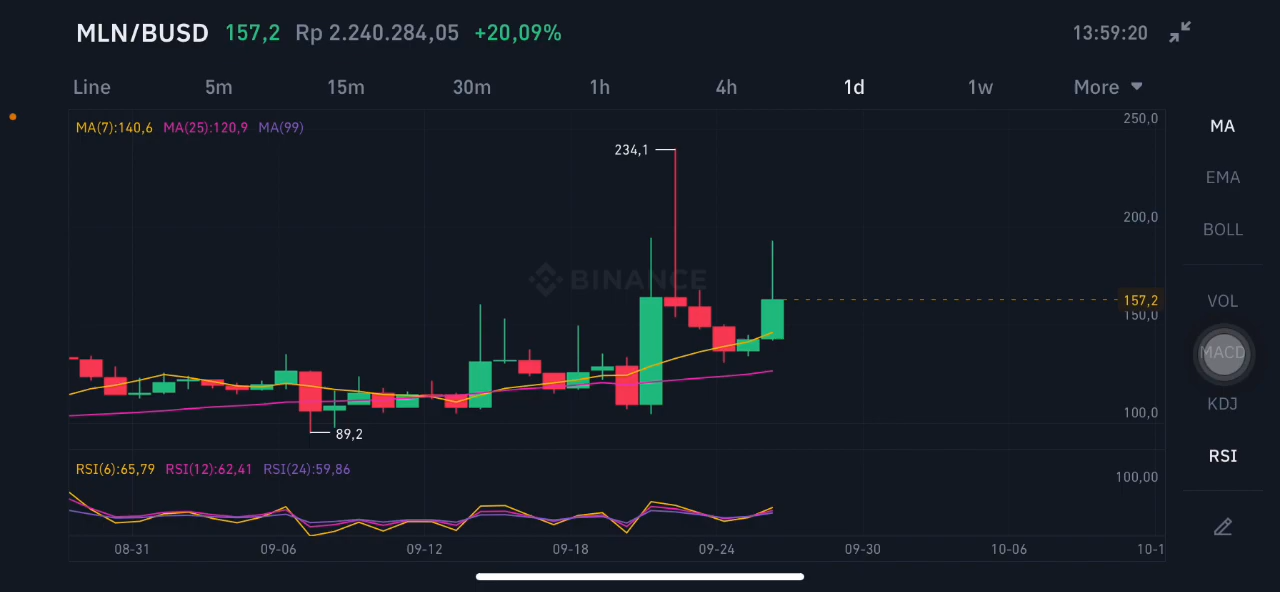 MLN/BUSD 157,2 Rp 2.240.284,05 +20,09% 13:59:20
Line 5m 15m 30m 1h 4h 1d 1w More
MA(7):140,6 MA(25):120,9 MA(99)
250,0
MA
234,1
EMA
200,0
BOLL
BINANCE
157,2
VOL
150,0
MACD
KDJ
100,0
89,2
RSI
RSI(6):65,79 RSI(12):62,41 RSI(24):59,86
100,00
08-31 09-06 09-12 09-18 09-24 09-30 10-06 10-1